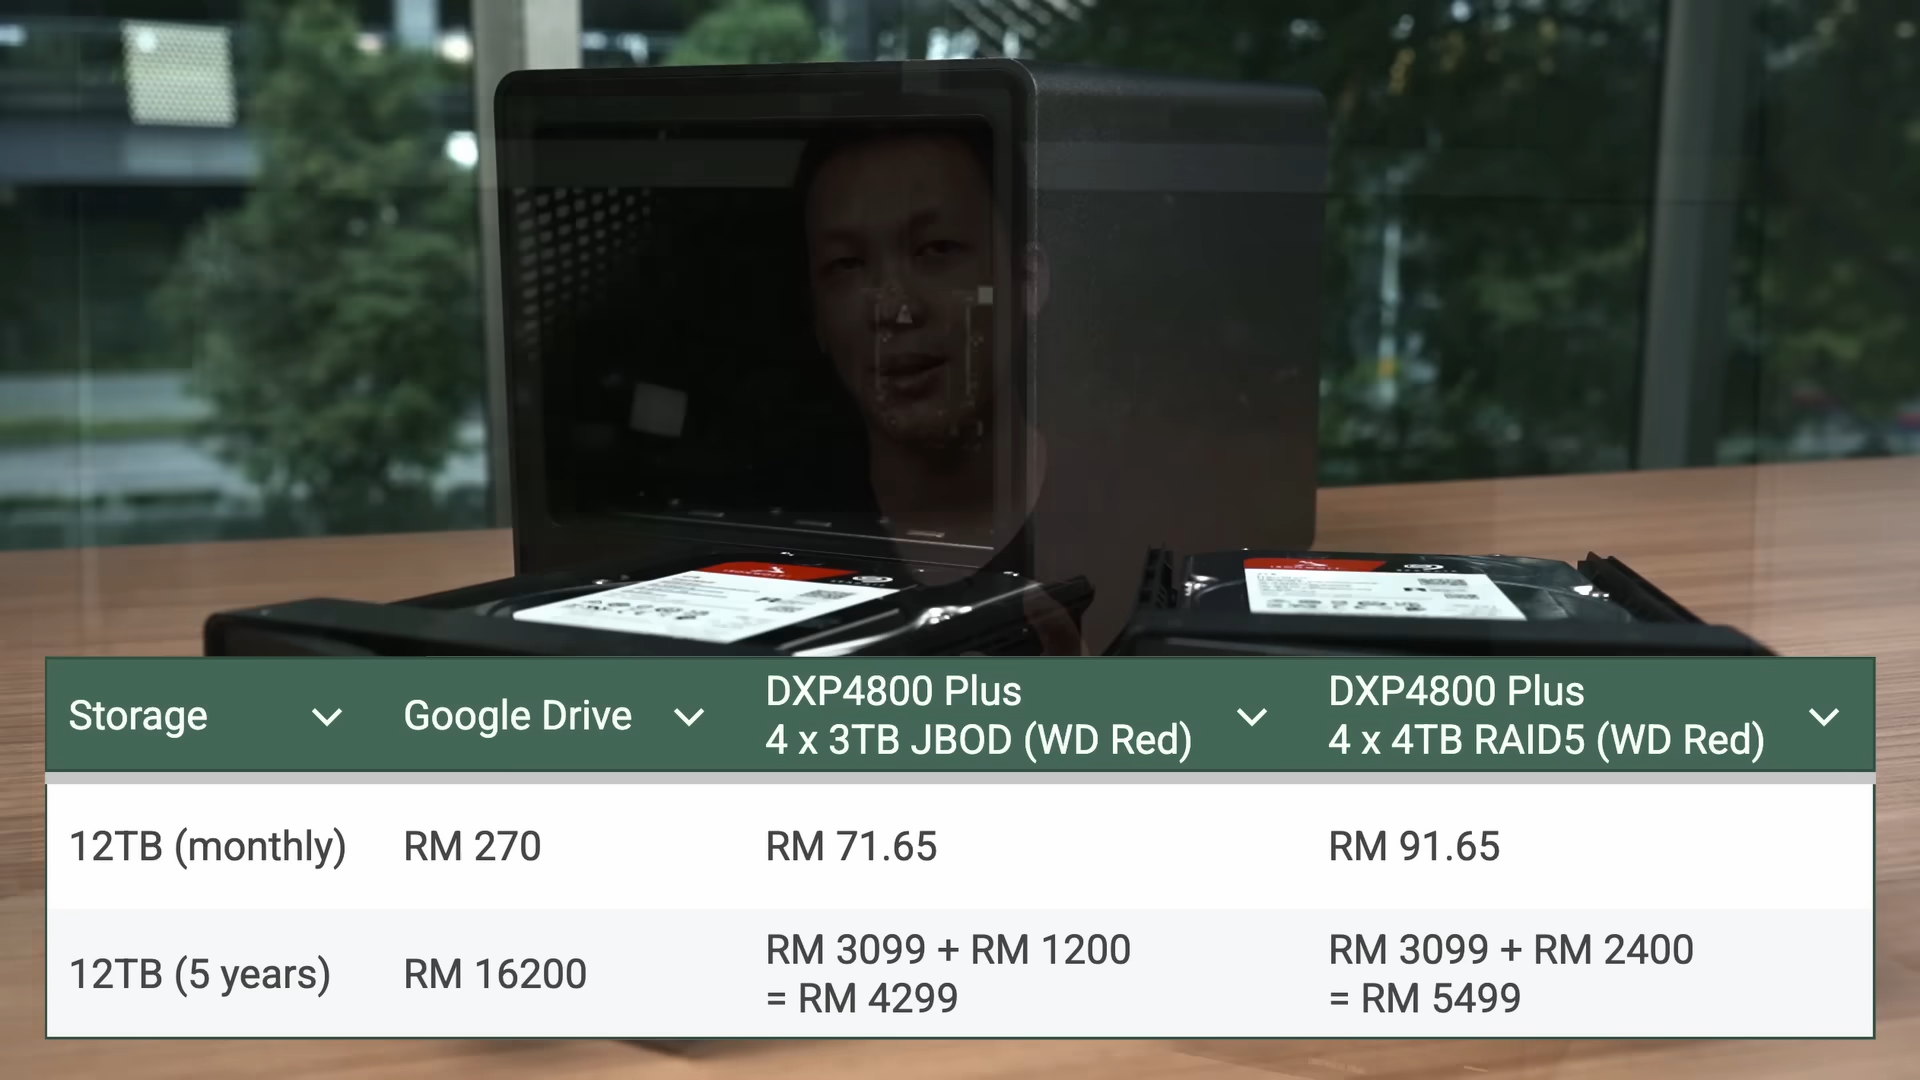 Storage
Google Drive
DXP4800 Plus
4 x 3TB JBOD (WD Red)
DXP4800 Plus
4 x 4TB RAID5 (WD Red)
12TB (monthly)
RM 270
RM 71.65
RM 91.65
12TB (5 years)
RM 16200
RM 3099 + RM 1200
= RM 4299
RM 3099 + RM 2400
= RM 5499